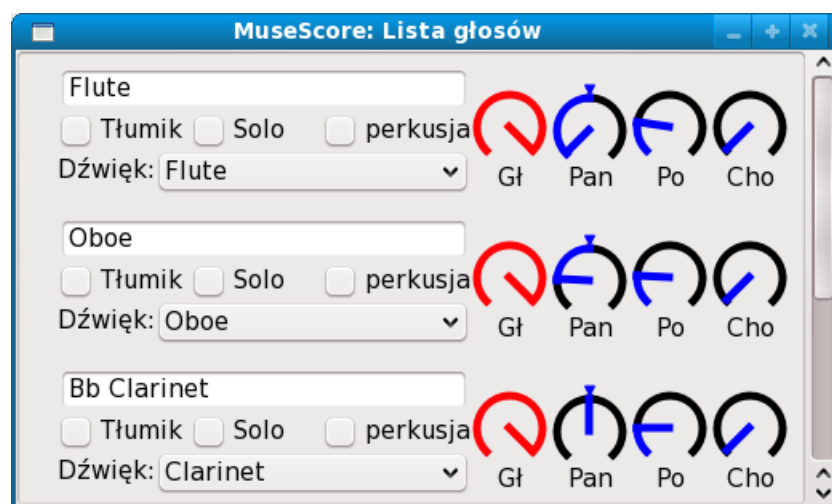 MuseScore: Lista głosów
Flute
Tłumik Solo perkusja
Dźwięk: Flute
Gł Pan Po Cho
Oboe
Tłumik Solo perkusja
Dźwięk: Oboe
Gł Pan Po Cho
Bb Clarinet
Tłumik Solo perkusja
Dźwięk: Clarinet
Gł Pan Po Cho